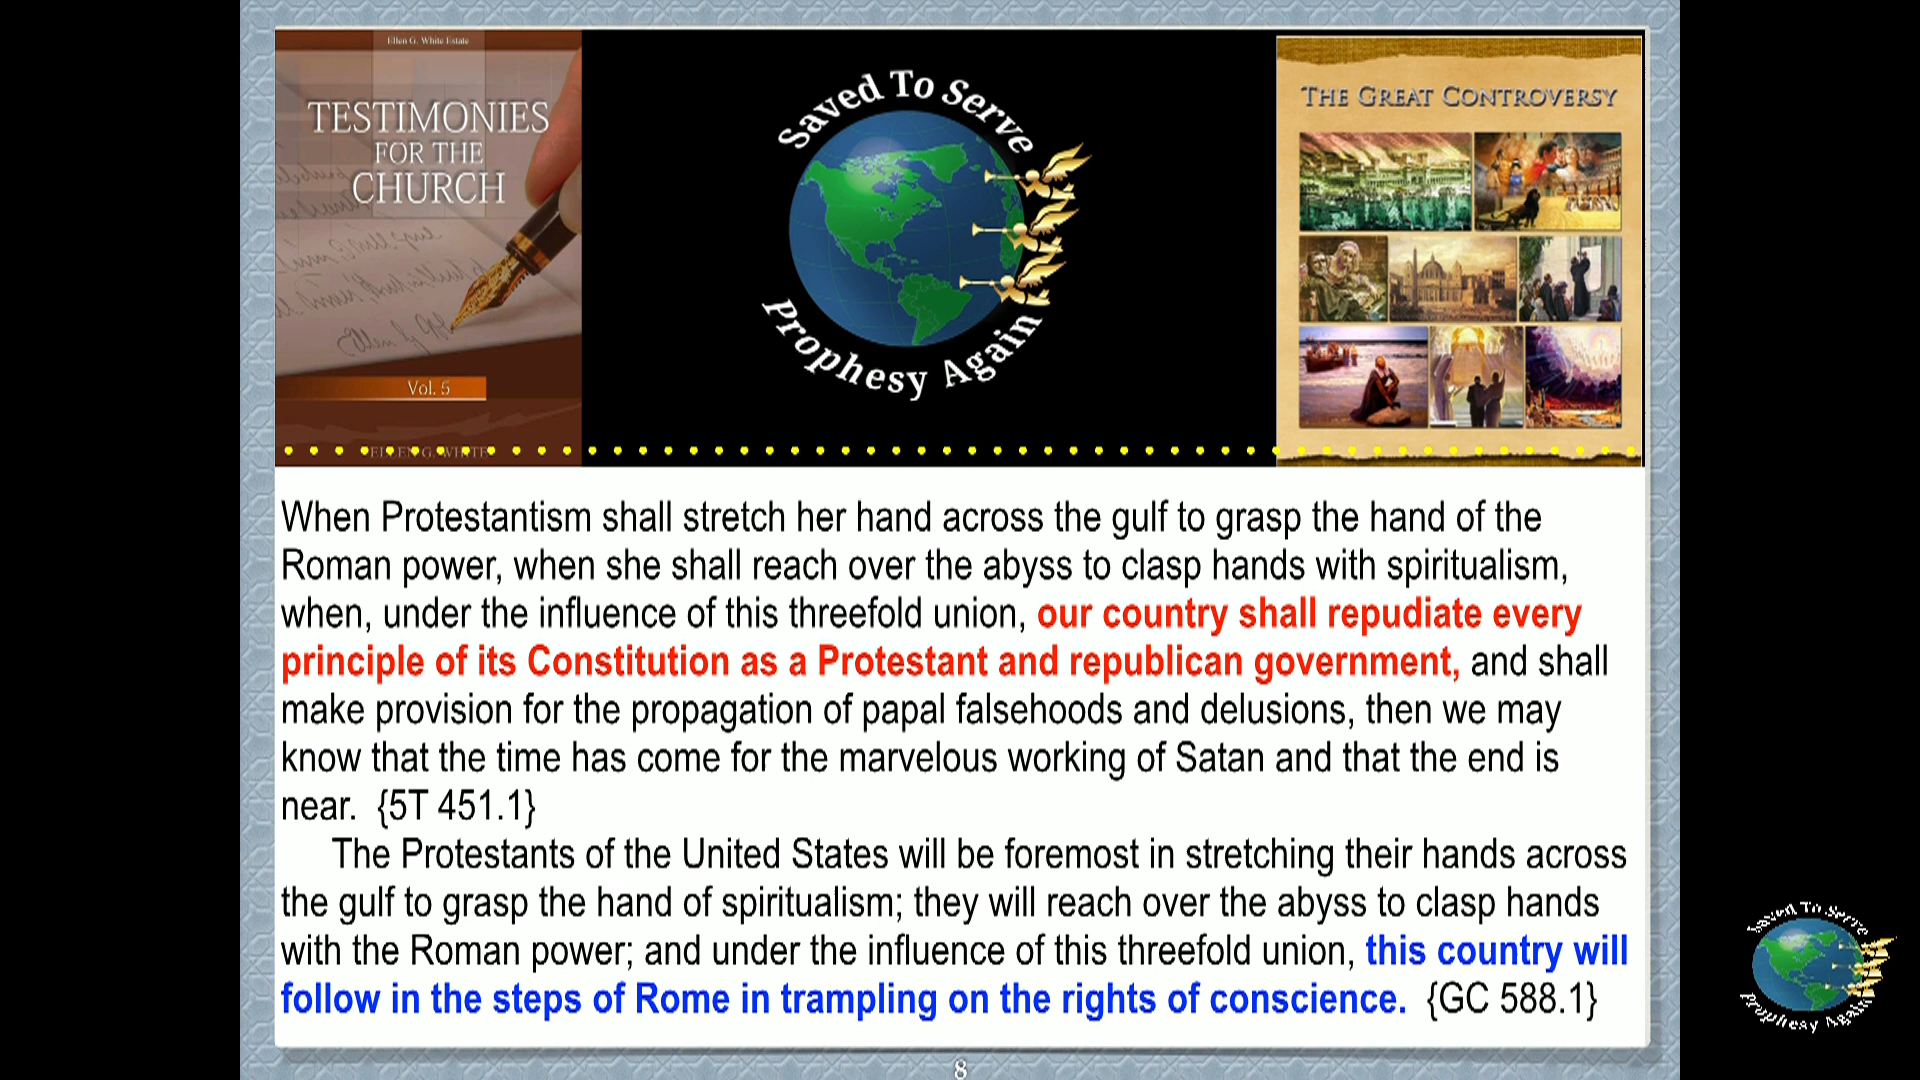 Ellen G. White Estate
TESTIMONIES
FOR THE
CHURCH
Vol. 5
ELLEN G. WHITE
Saved To Serve
Prophesy Again
THE GREAT CONTROVERSY
When Protestantism shall stretch her hand across the gulf to grasp the hand of the
Roman power, when she shall reach over the abyss to clasp hands with spiritualism,
when, under the influence of this threefold union, our country shall repudiate every
principle of its Constitution as a Protestant and republican government, and shall
make provision for the propagation of papal falsehoods and delusions, then we may
know that the time has come for the marvelous working of Satan and that the end is
near. {5T 451.1}
The Protestants of the United States will be foremost in stretching their hands across
the gulf to grasp the hand of spiritualism; they will reach over the abyss to clasp hands
with the Roman power; and under the influence of this threefold union, this country will
follow in the steps of Rome in trampling on the rights of conscience. {GC 588.1}
8
Saved To Serve
Prophesy Again